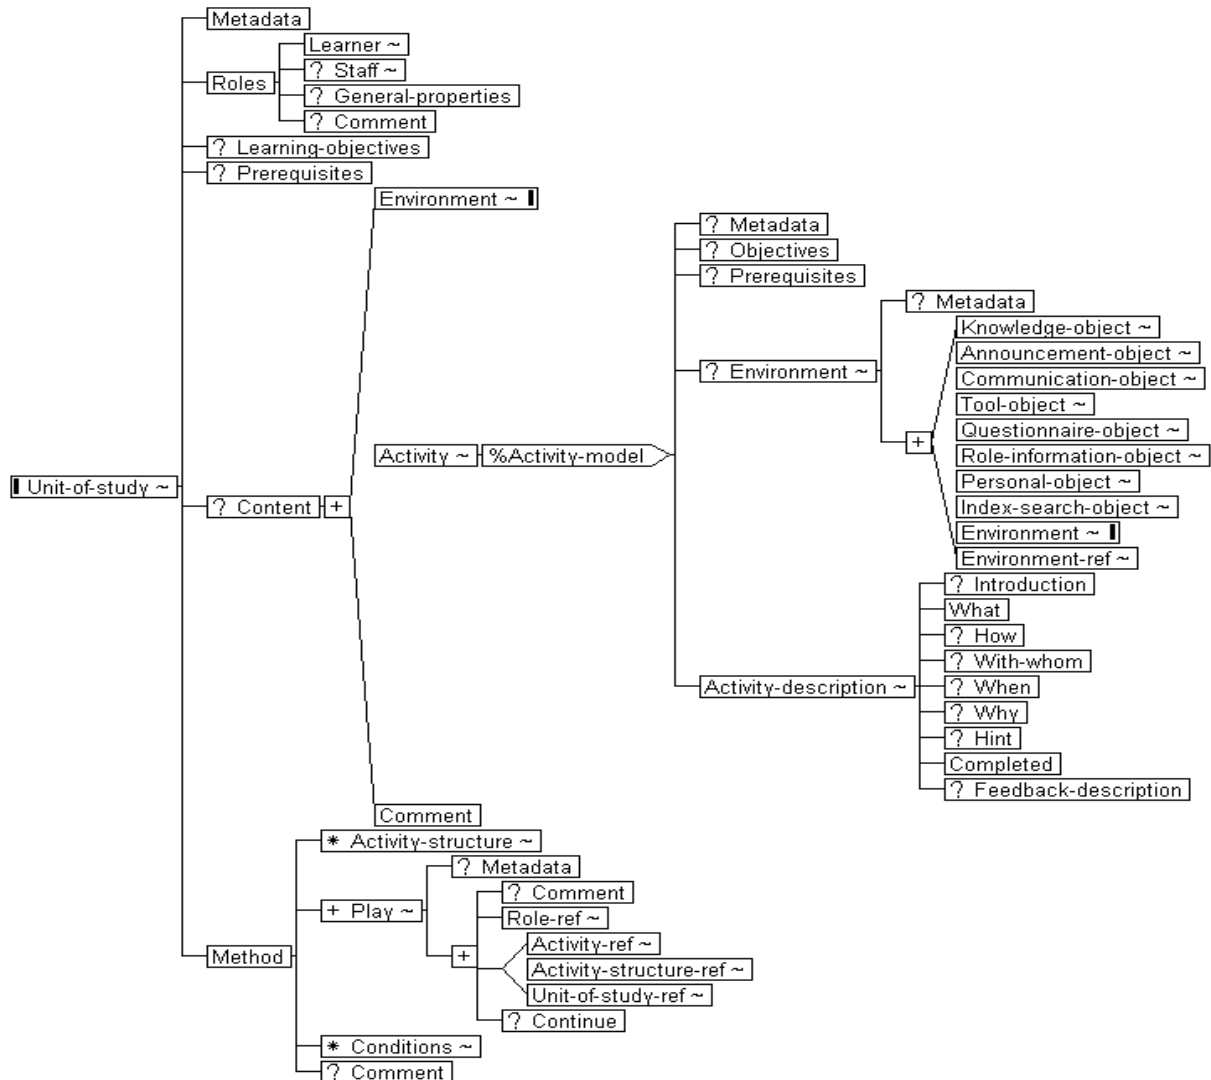 Metadata
Learner ~
Roles
? Staff ~
? General-properties
? Comment
? Learning-objectives
? Prerequisites
Environment ~
? Metadata
? Objectives
? Prerequisites
? Metadata
Knowledge-object ~
Announcement-object ~
? Environment ~
Communication-object ~
Tool-object ~
Questionnaire-object ~
+
Activity ~
%Activity-model
Role-information-object ~
Personal-object ~
Unit-of-study ~
? Content
+
Index-search-object ~
Environment ~
Environment-ref ~
? Introduction
What
? How
? With-whom
Activity-description ~
? When
? Why
? Hint
Completed
? Feedback-description
Comment
* Activity-structure ~
? Metadata
? Comment
+ Play ~
Role-ref ~
Activity-ref ~
Method
+
Activity-structure-ref ~
Unit-of-study-ref ~
? Continue
* Conditions ~
? Comment